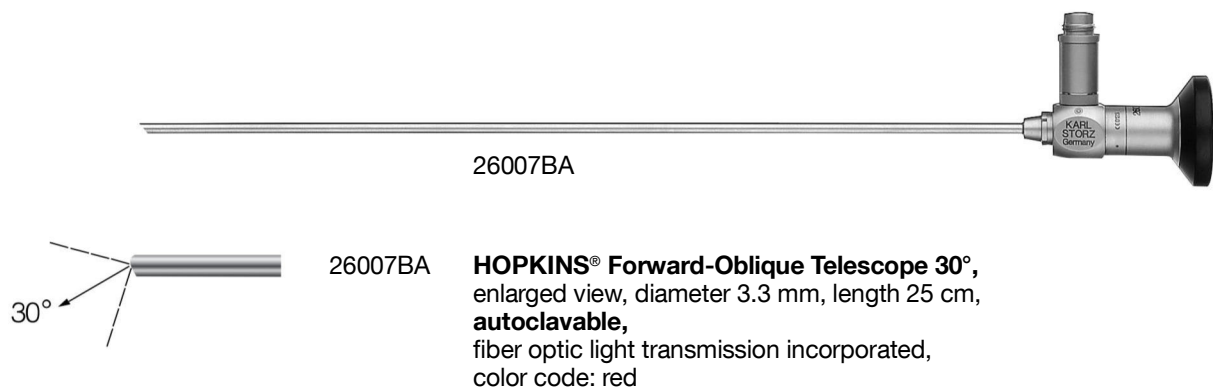 KARL
STORZ
Germany
26007BA
30°
26007BA
HOPKINS® Forward-Oblique Telescope 30°,
enlarged view, diameter 3.3 mm, length 25 cm,
autoclavable,
fiber optic light transmission incorporated,
color code: red